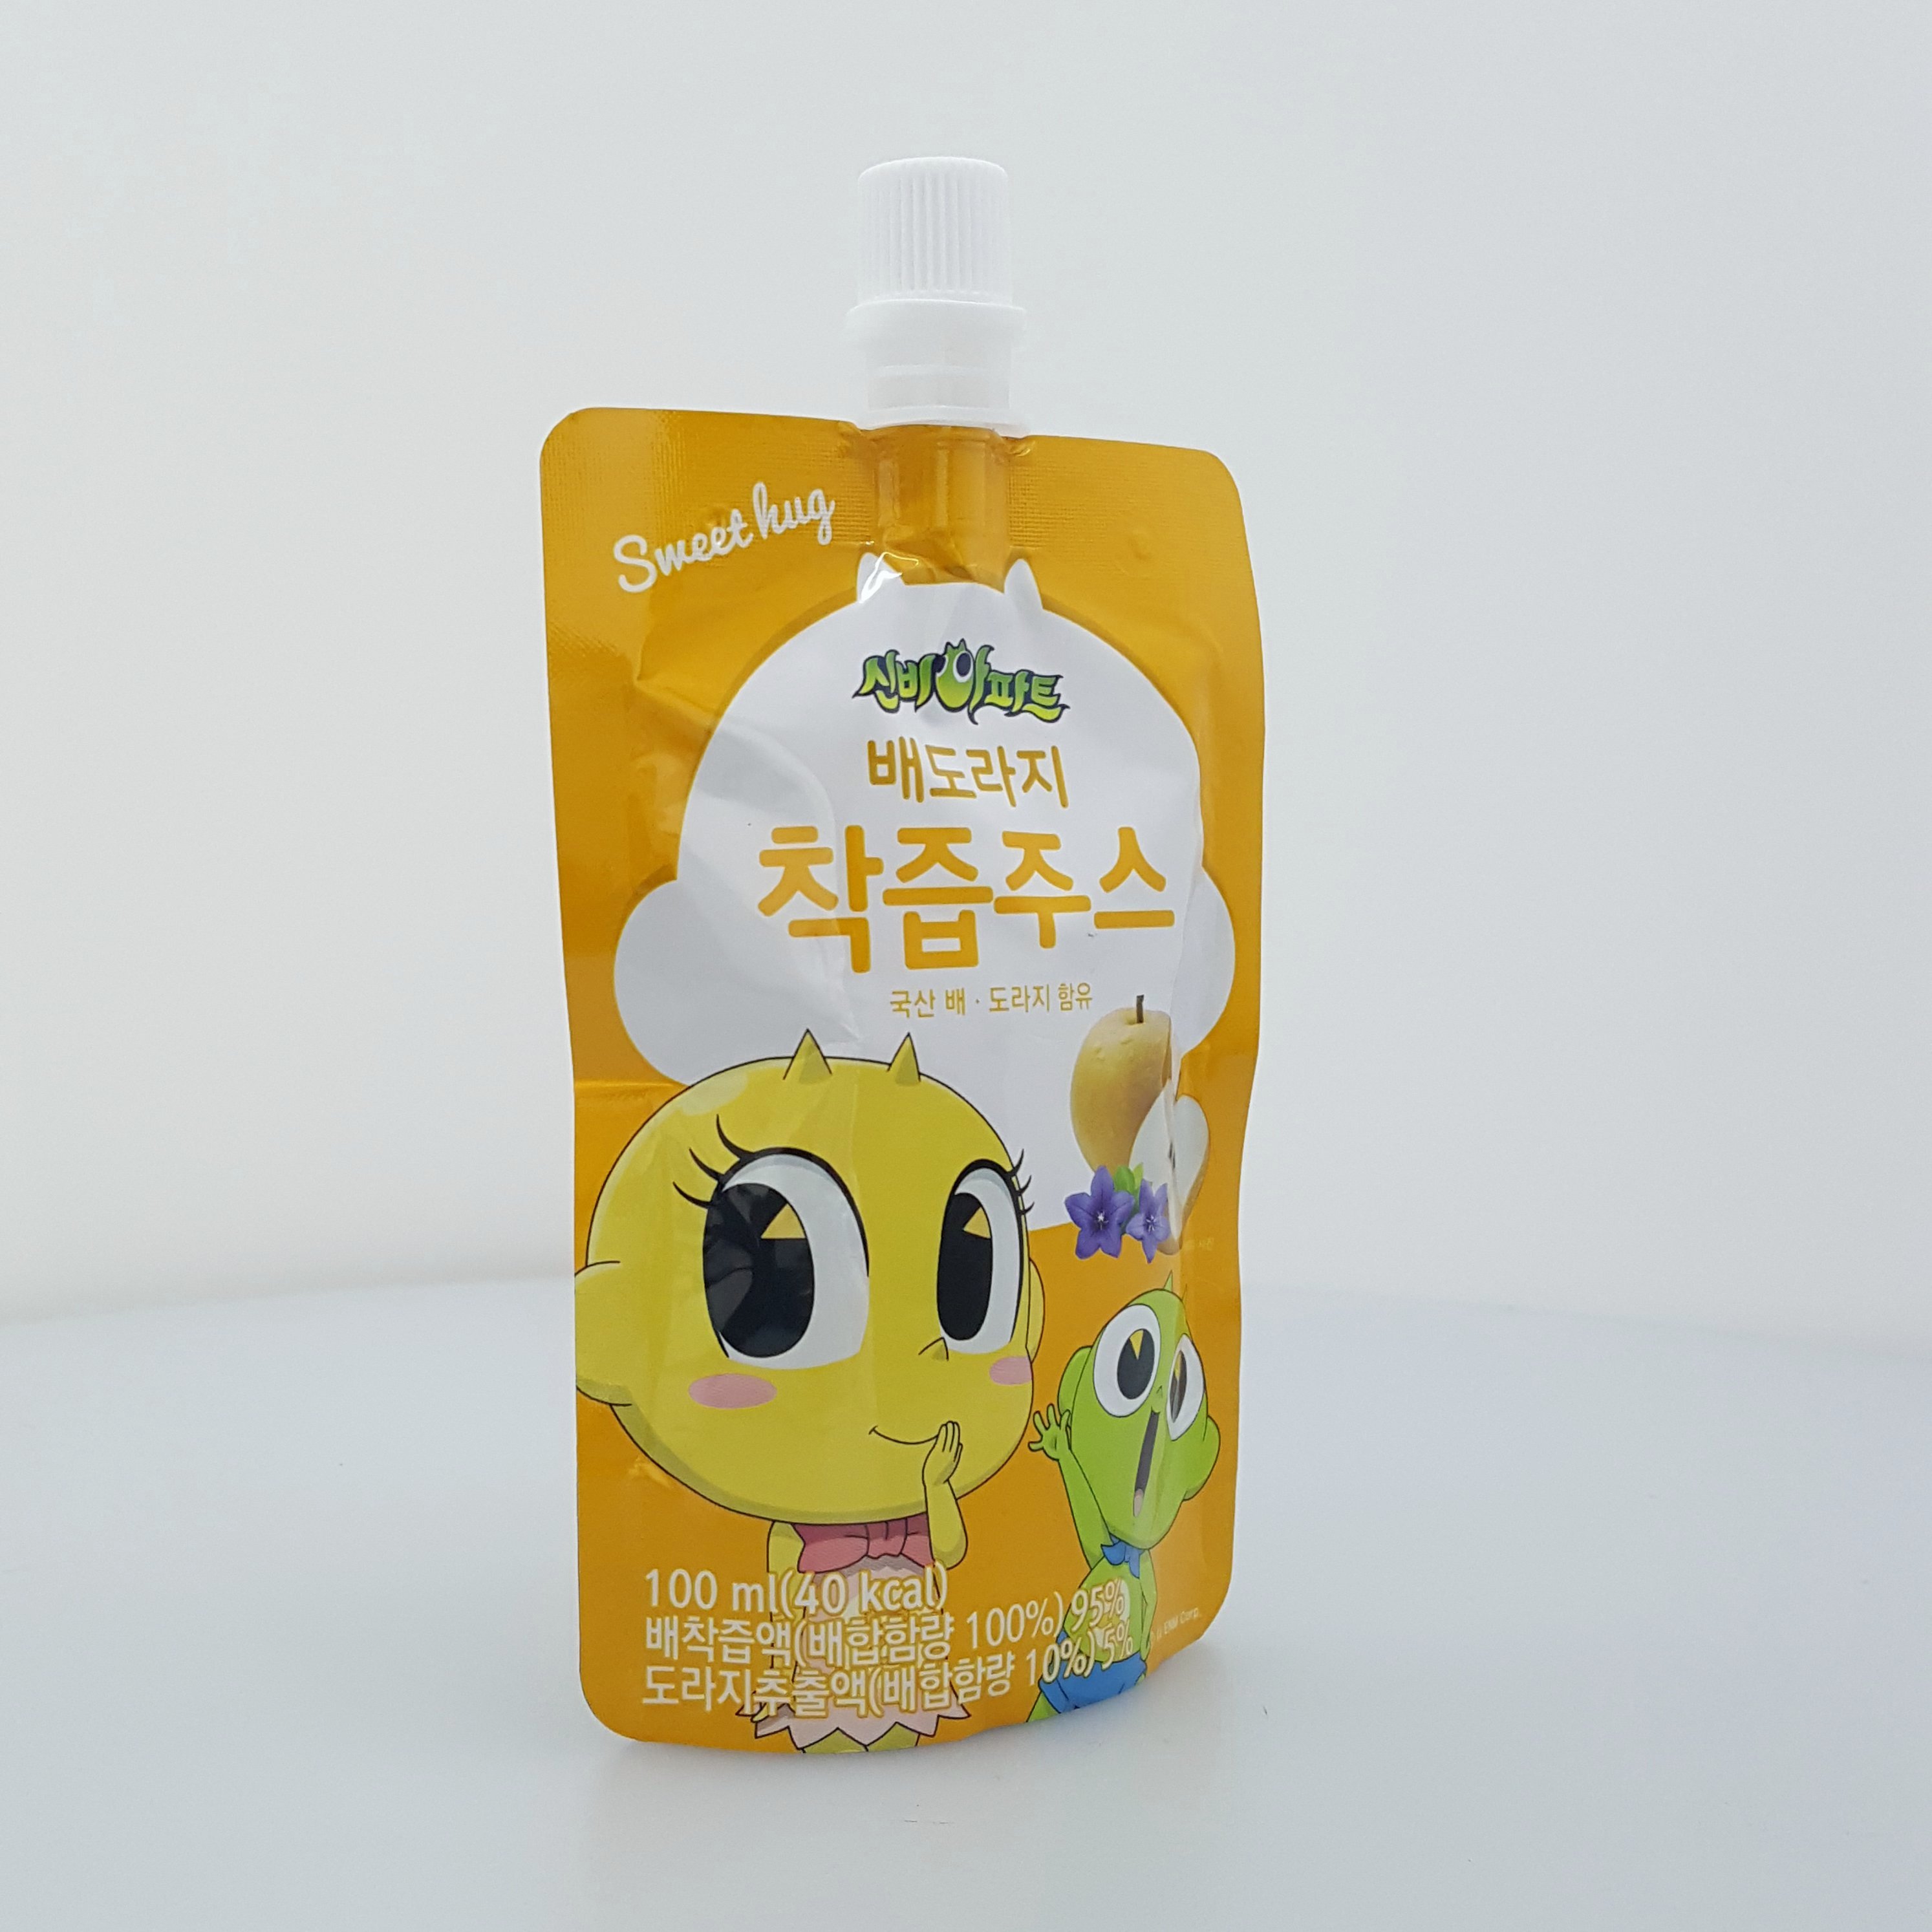 Sweet hug
신비아파트
배도라지
착즙주스
국산 배 · 도라지 함유
100 ml(40 kcal)
배착즙액(배합함량 100%) 95%
도라지추출액(배합함량 10%) 5%
ENM Corp.